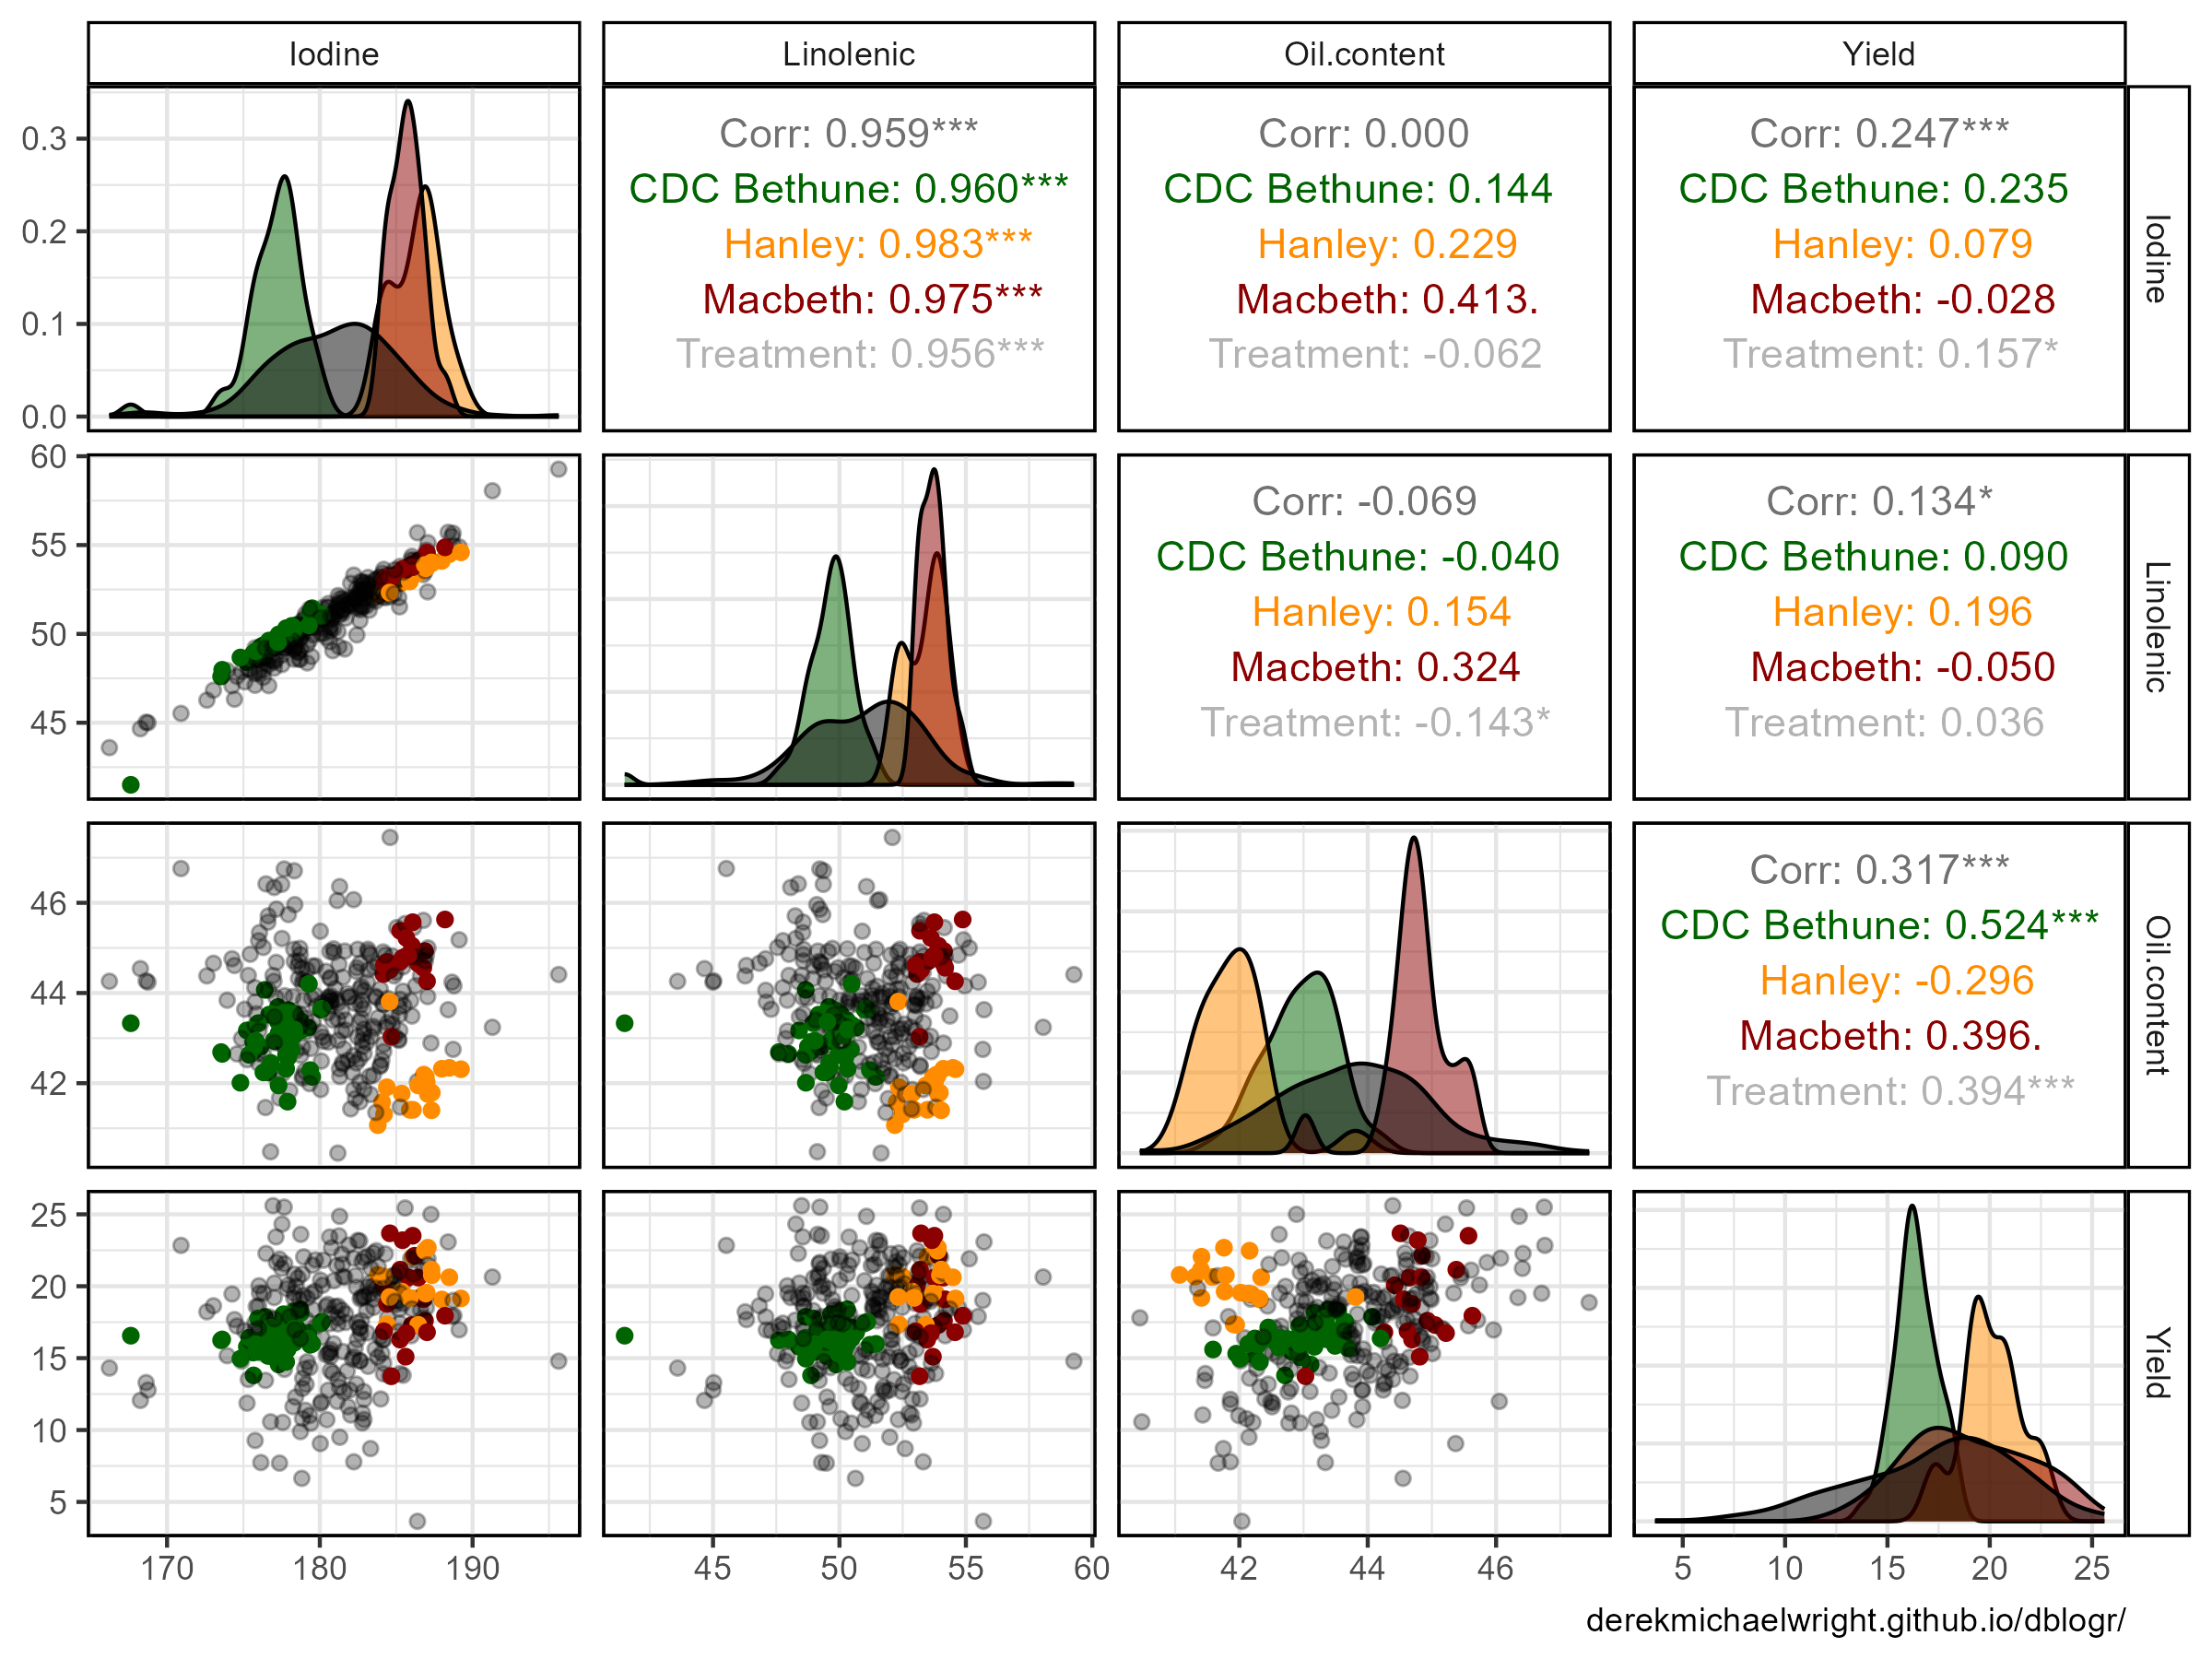 Iodine
Linolenic
Oil.content
Yield
0.3
0.2
0.1
0.0
Corr: 0.959***
CDC Bethune: 0.960***
Hanley: 0.983***
Macbeth: 0.975***
Treatment: 0.956***
Corr: 0.000
CDC Bethune: 0.144
Hanley: 0.229
Macbeth: 0.413.
Treatment: -0.062
Corr: 0.247***
CDC Bethune: 0.235
Hanley: 0.079
Macbeth: -0.028
Treatment: 0.157*
Iodine
60
55
50
45
Corr: -0.069
CDC Bethune: -0.040
Hanley: 0.154
Macbeth: 0.324
Treatment: -0.143*
Corr: 0.134*
CDC Bethune: 0.090
Hanley: 0.196
Macbeth: -0.050
Treatment: 0.036
Linolenic
46
44
42
Corr: 0.317***
CDC Bethune: 0.524***
Hanley: -0.296
Macbeth: 0.396.
Treatment: 0.394***
Oil.content
25
20
15
10
5
Yield
170 180 190
45 50 55 60
42 44 46
5 10 15 20 25
derekmichaelwright.github.io/dblogr/